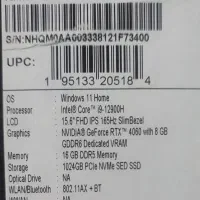 S/N:NHQM0AA003338121F73400
UPC:
1 95133 20518 4
OS : Windows 11 Home
Processor : Intel® Core™ i9-12900H
LCD : 15.6" FHD IPS 165Hz SlimBezel
Graphics : NVIDIA® GeForce RTX™ 4060 with 8 GB
GDDR6 Dedicated VRAM
Memory : 16 GB DDR5 Memory
Storage : 1024GB PCIe NVMe SED SSD
Optical : NA
WLAN/Bluetooth : 802.11AX + BT